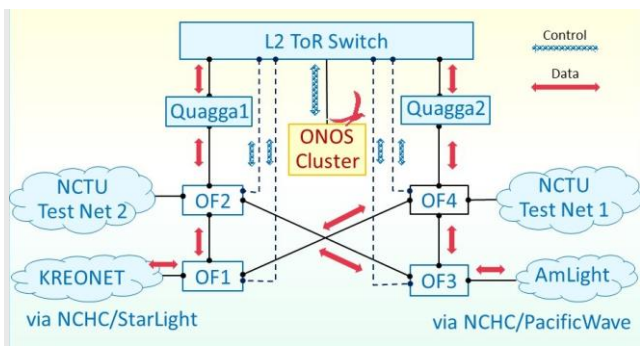 L2 ToR Switch
Control
Data
Quagga1
Quagga2
ONOS
Cluster
NCTU
Test Net 2
OF2
OF4
NCTU
Test Net 1
KREONET
OF1
OF3
AmLight
via NCHC/StarLight
via NCHC/PacificWave